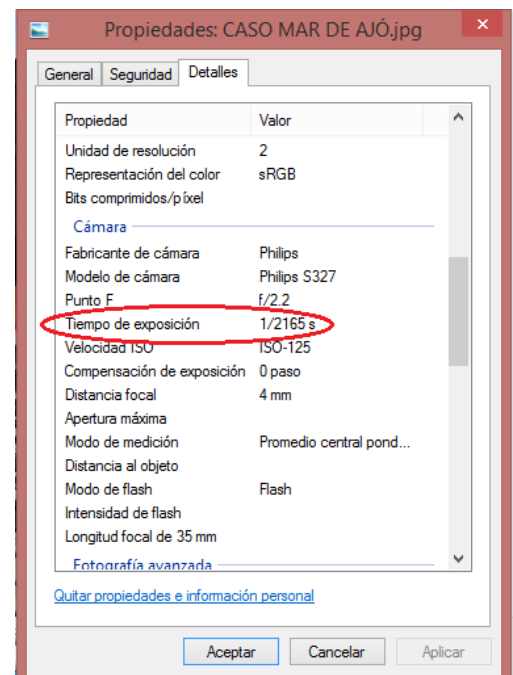 Propiedades: CASO MAR DE AJÓ.jpg
General Seguridad Detalles
Propiedad Valor
Unidad de resolución 2
Representación del color sRGB
Bits comprimidos/píxel
Cámara
Fabricante de cámara Philips
Modelo de cámara Philips S327
Punto F f/2.2
Tiempo de exposición 1/2165 s
Velocidad ISO ISO-125
Compensación de exposición 0 paso
Distancia focal 4 mm
Apertura máxima
Modo de medición Promedio central pond...
Distancia al objeto
Modo de flash Flash
Intensidad de flash
Longitud focal de 35 mm
Fotografía avanzada
Quitar propiedades e información personal
Aceptar Cancelar Aplicar